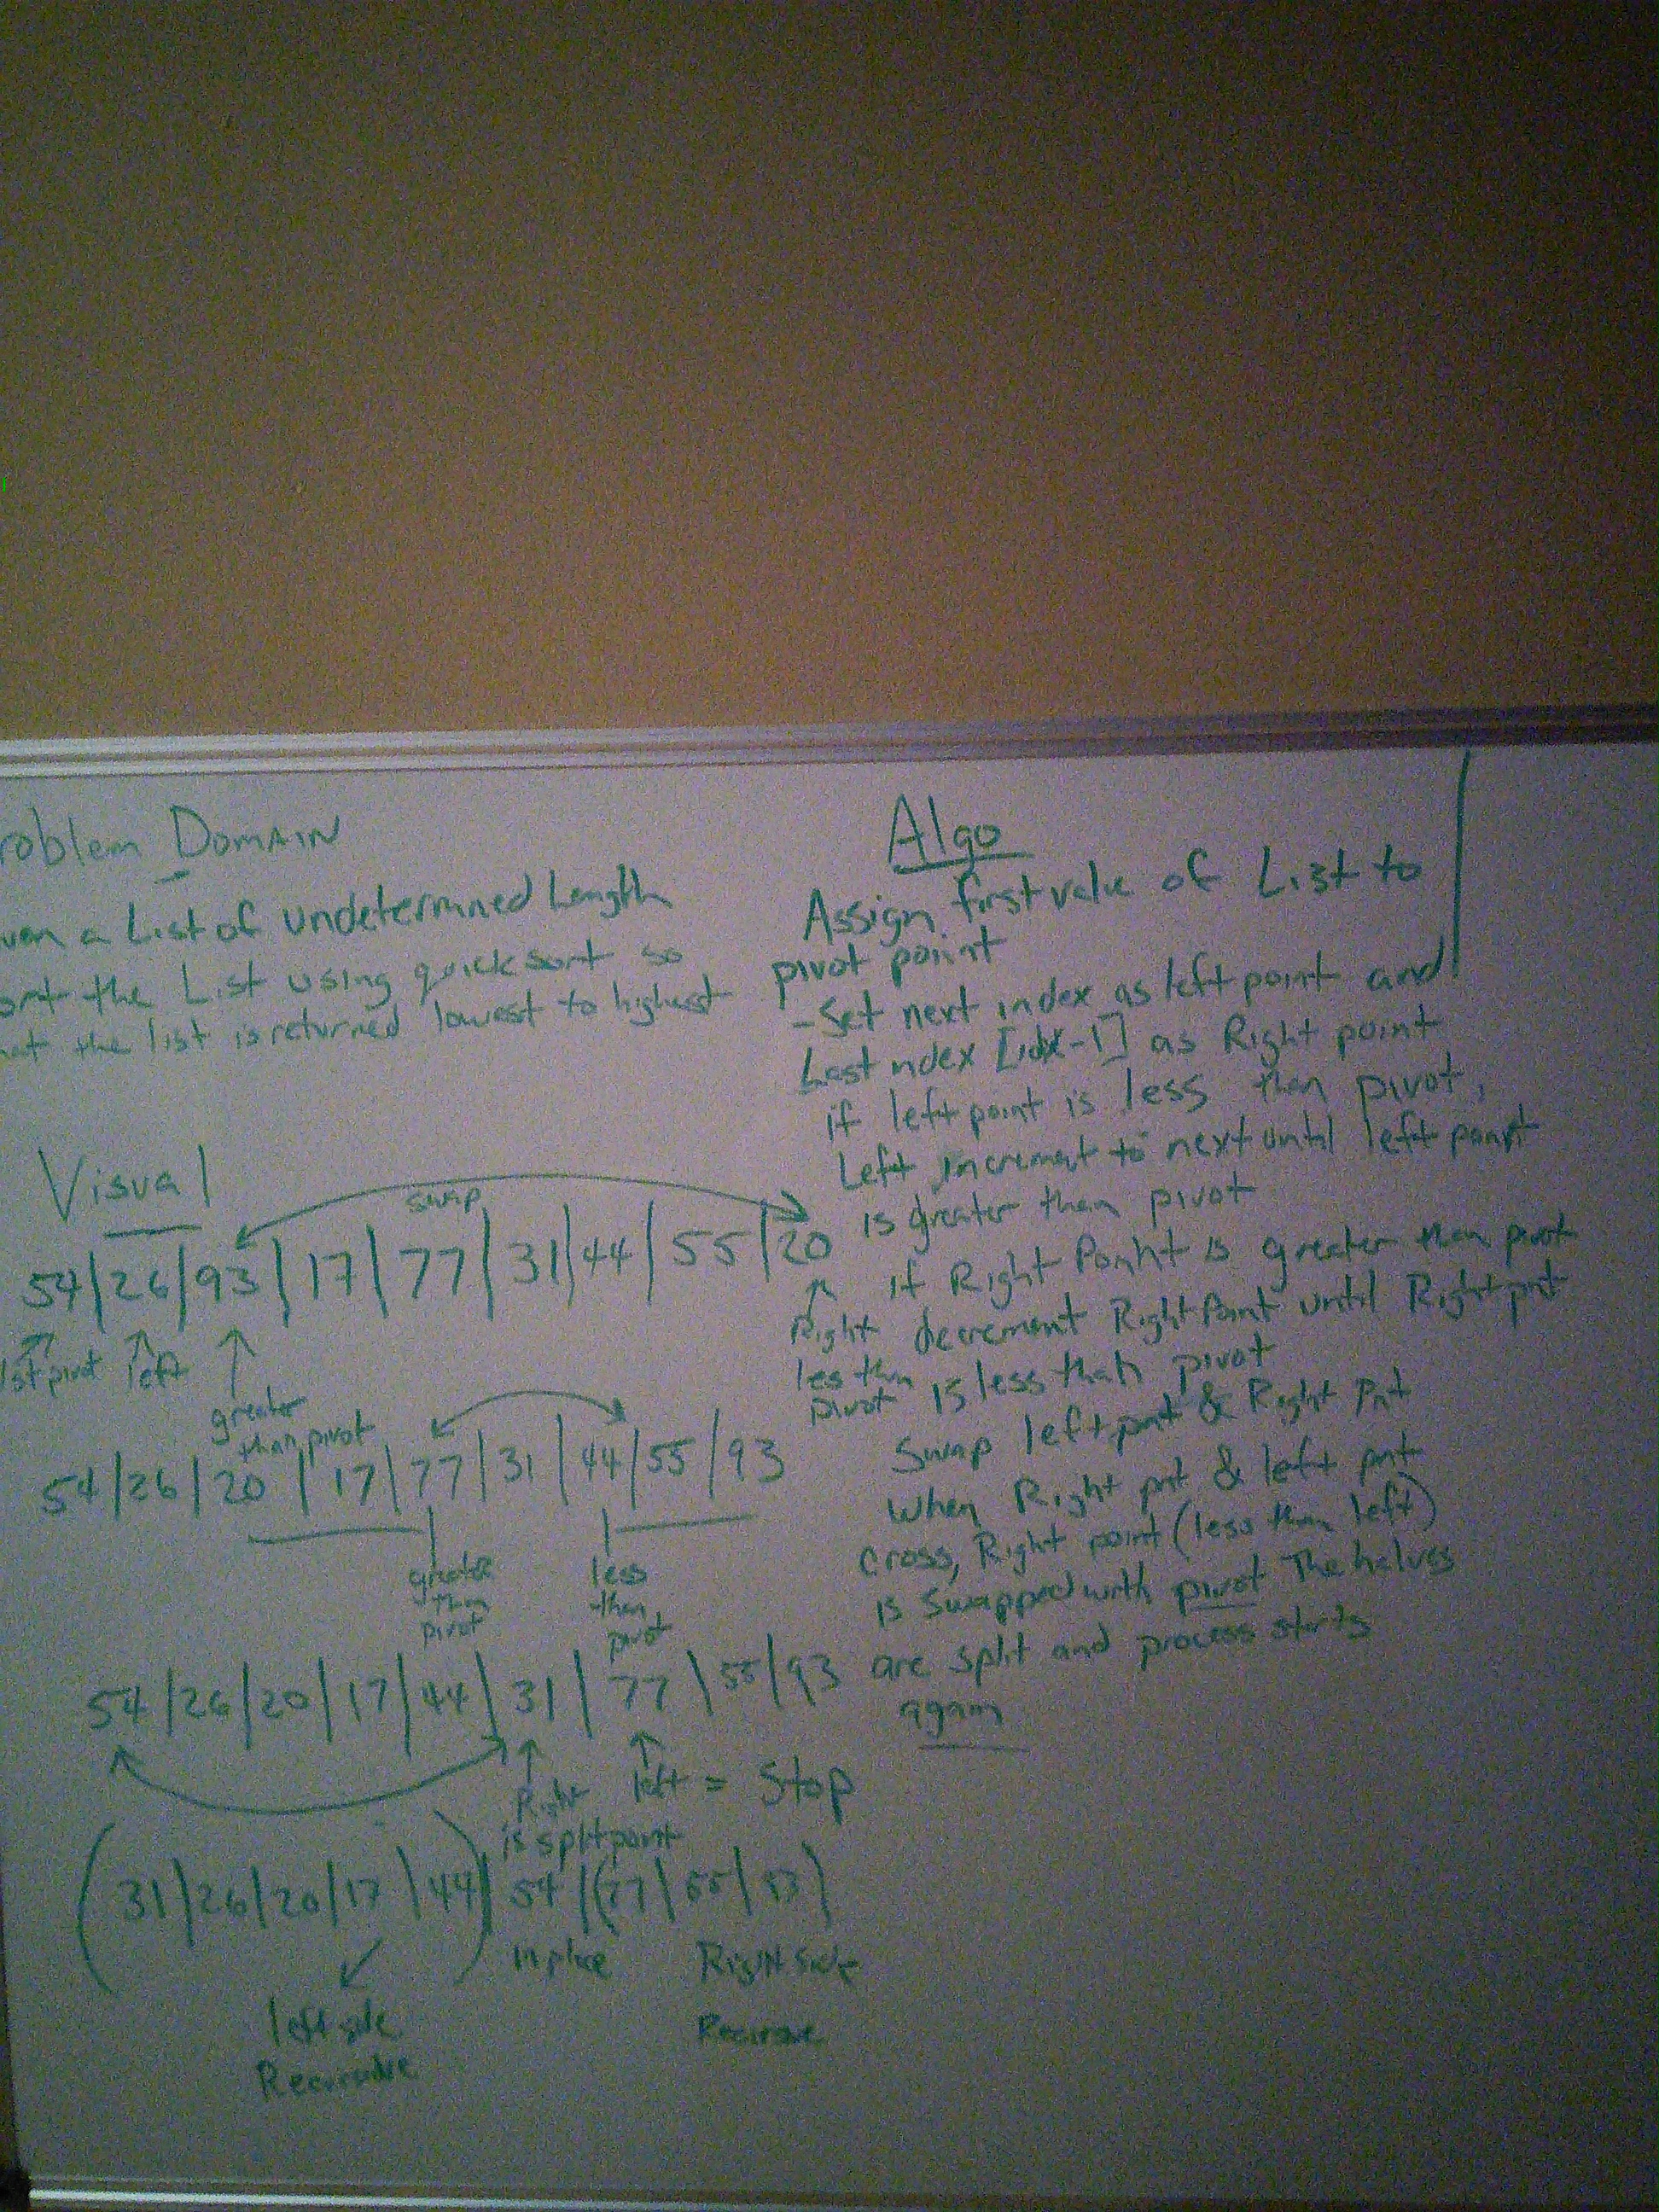 roblem Domain
ven a List of undetermined Length
ort the List using quicksort so
hat the list is returned lowest to highest
Visual
swap
54 | 26 | 93 | 17 | 77 | 31 | 44 | 55 | 20
1st pivot left
greater
than pivot
Right
less than
pivot
54 | 26 | 20 | 17 | 77 | 31 | 44 | 55 | 93
greater
than
pivot
less
than
pivot
54 | 26 | 20 | 17 | 44 | 31 | 77 | 55 | 93
Right left = Stop
is split point
(31 | 26 | 20 | 17 | 44) 54 | (77 | 55 | 93)
in place
left side
Recursive
Right Side
Recursive
Algo
Assign first value of List to
pivot point
- Set next index as left point and
Last ndex [idx-1] as Right point
if left point is less than pivot,
Left increment to next until left point
is greater than pivot
if Right Point is greater than pivot
decrement Right Point until Right pnt
is less than pivot
Swap left pnt & Right Pnt
When Right pnt & left pnt
cross, Right point (less than left)
is swapped with pivot The halves
are split and process starts
again